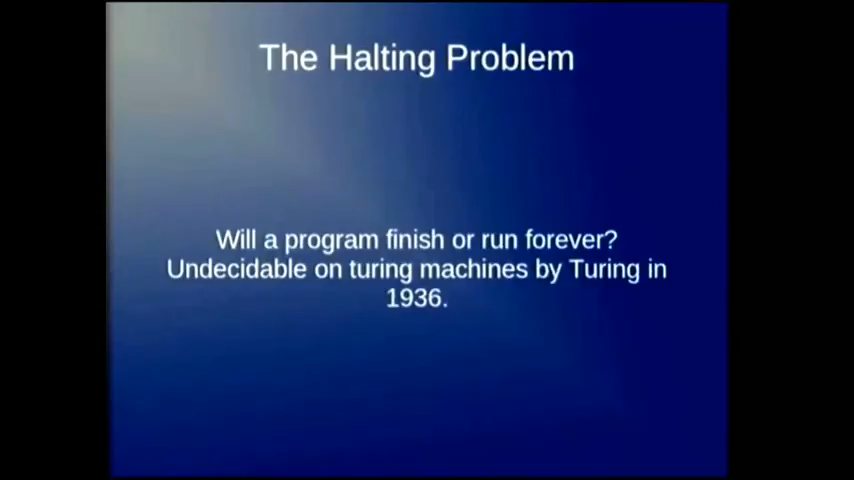 The Halting Problem
Will a program finish or run forever?
Undecidable on turing machines by Turing in
1936.